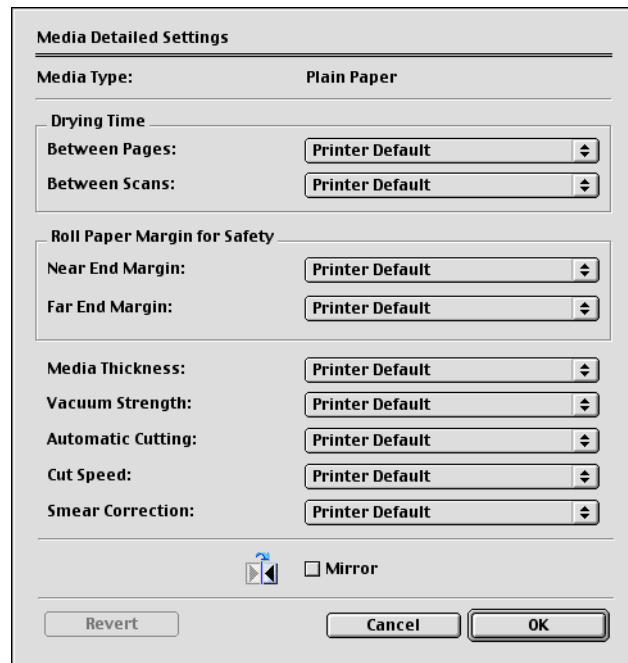 Media Detailed Settings
Media Type: Plain Paper
Drying Time
Between Pages: Printer Default
Between Scans: Printer Default
Roll Paper Margin for Safety
Near End Margin: Printer Default
Far End Margin: Printer Default
Media Thickness: Printer Default
Vacuum Strength: Printer Default
Automatic Cutting: Printer Default
Cut Speed: Printer Default
Smear Correction: Printer Default
Mirror
Revert Cancel OK